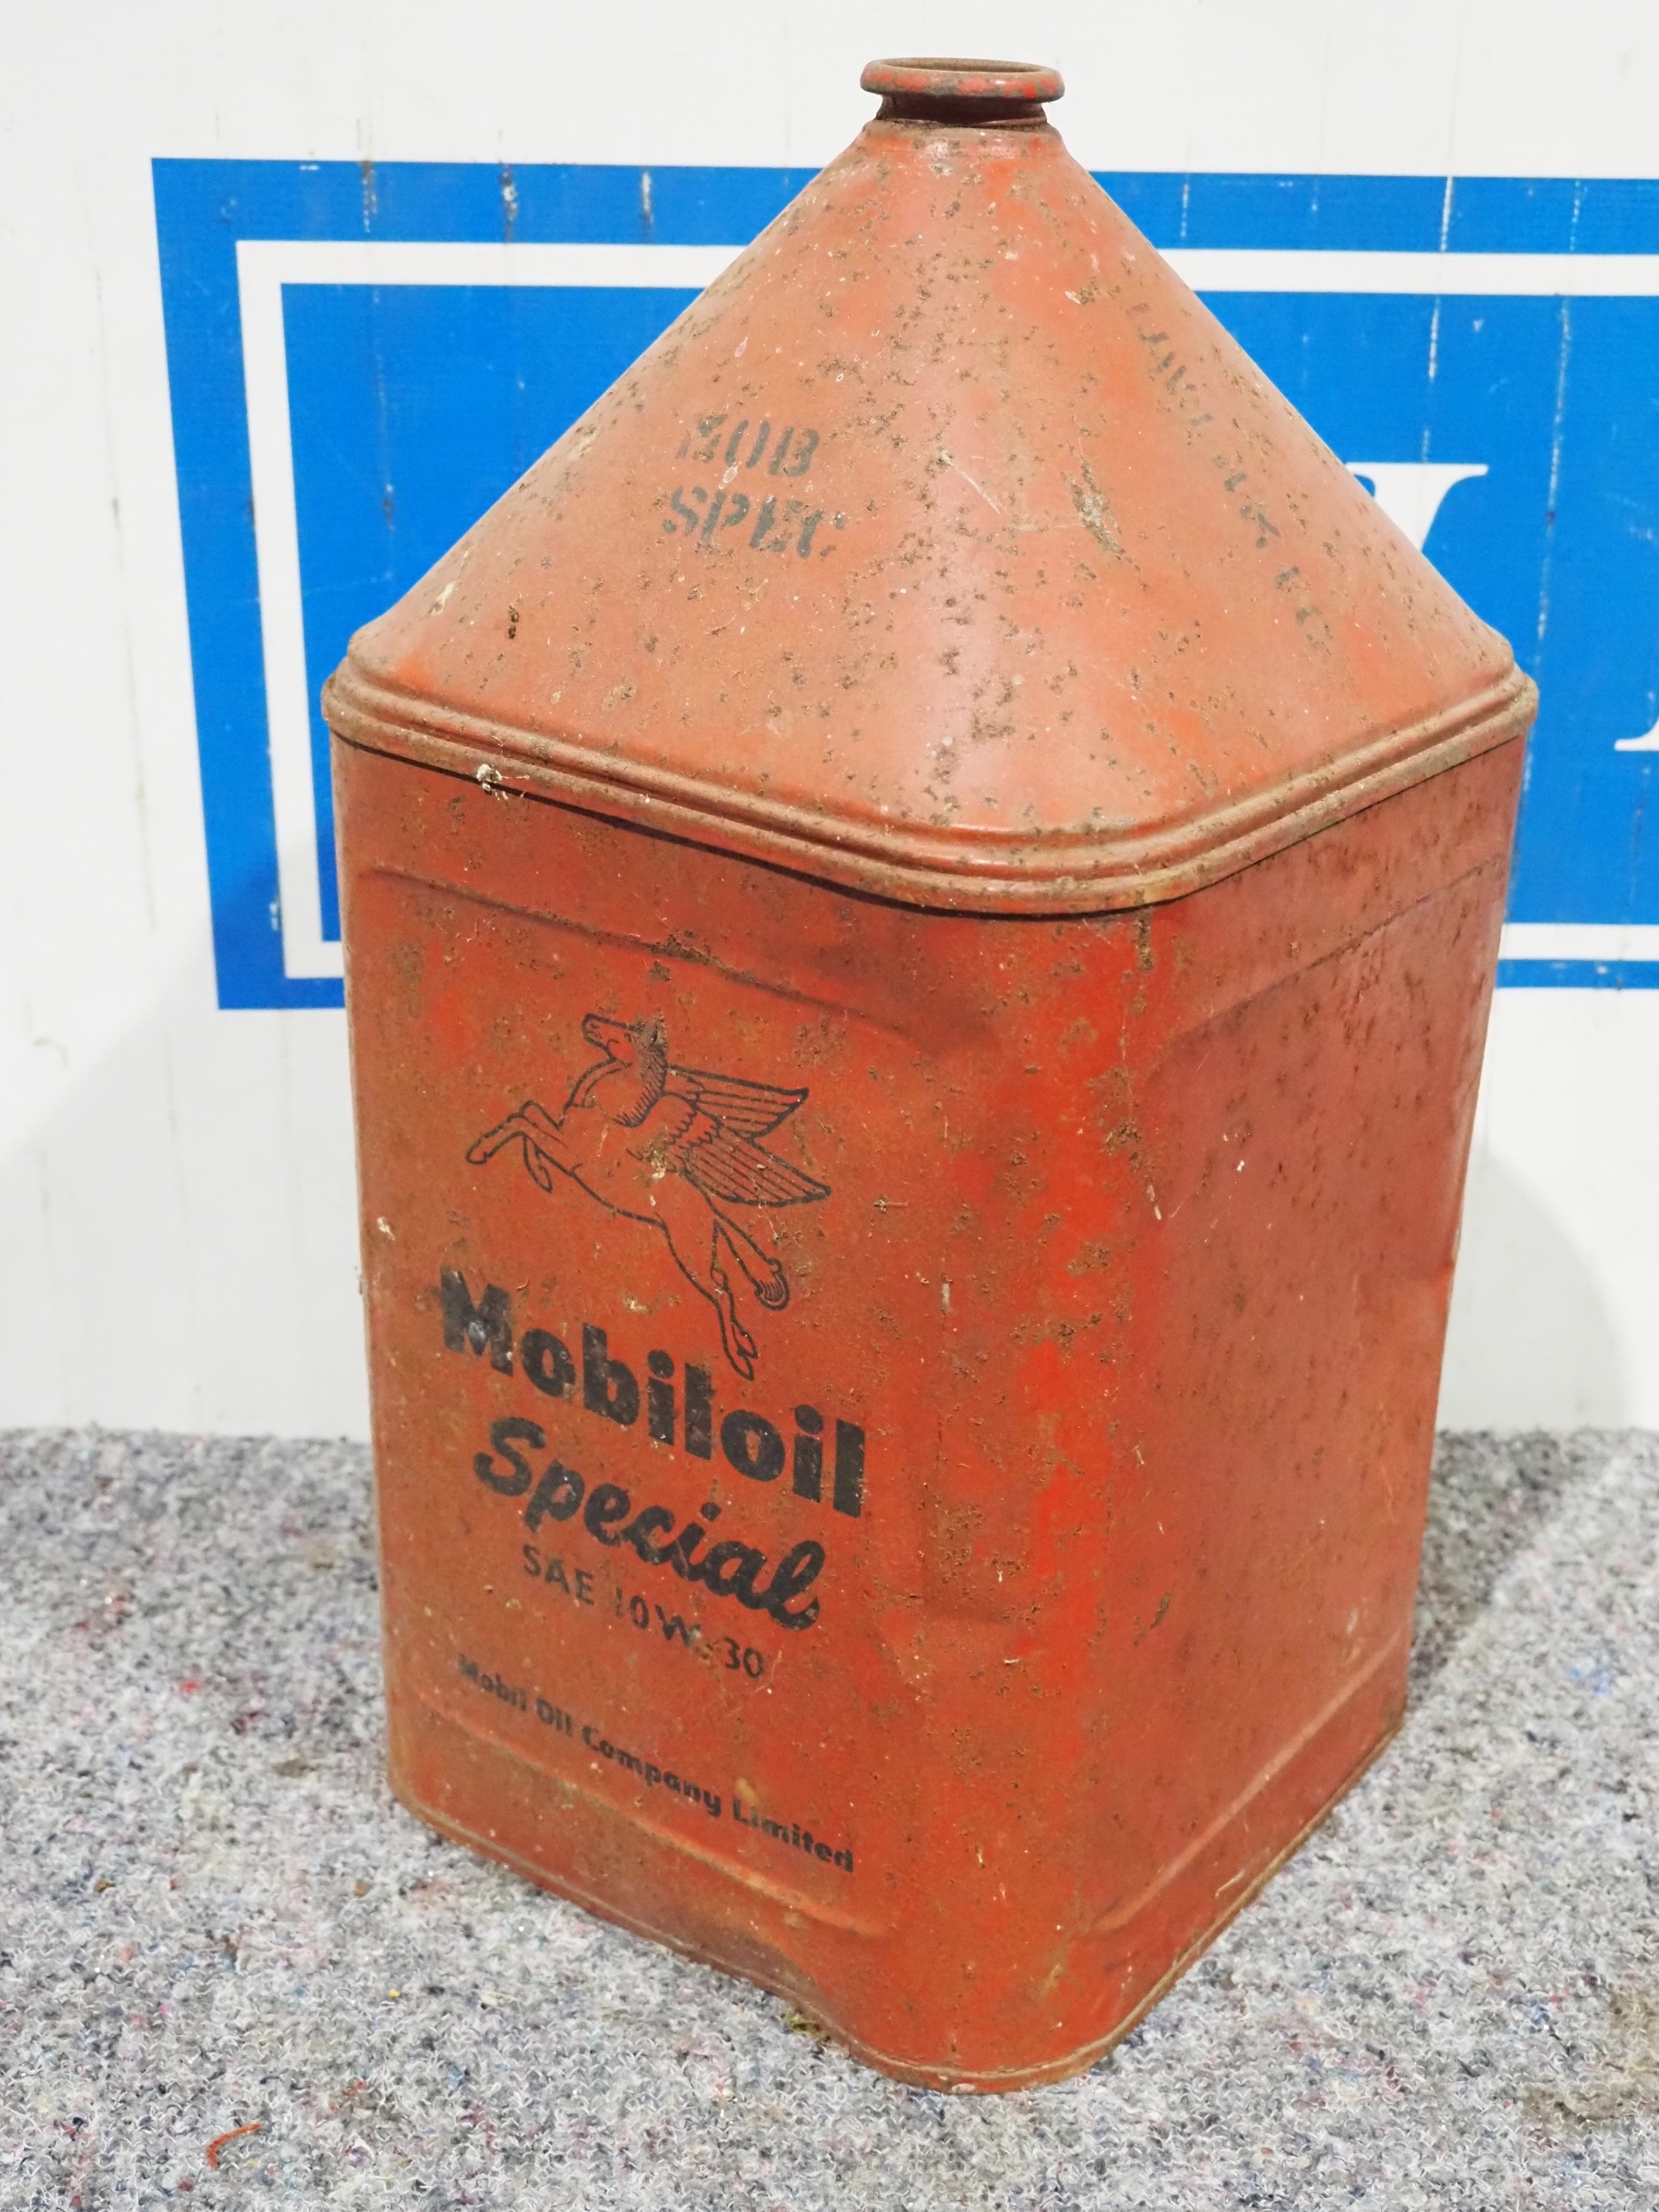 MOB
SPEC
Mobiloil
Special
SAE 10W-30
Mobil Oil Company Limited